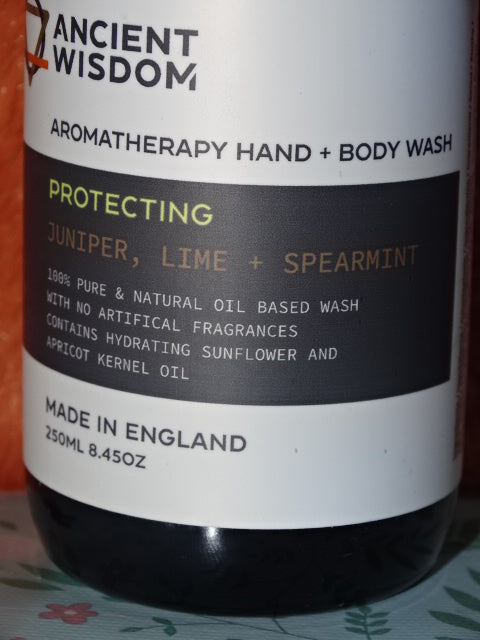 ANCIENT
WISDOM
AROMATHERAPY HAND + BODY WASH
PROTECTING
JUNIPER, LIME + SPEARMINT
100% PURE & NATURAL OIL BASED WASH
WITH NO ARTIFICAL FRAGRANCES
CONTAINS HYDRATING SUNFLOWER AND
APRICOT KERNEL OIL
MADE IN ENGLAND
250ML 8.45OZ